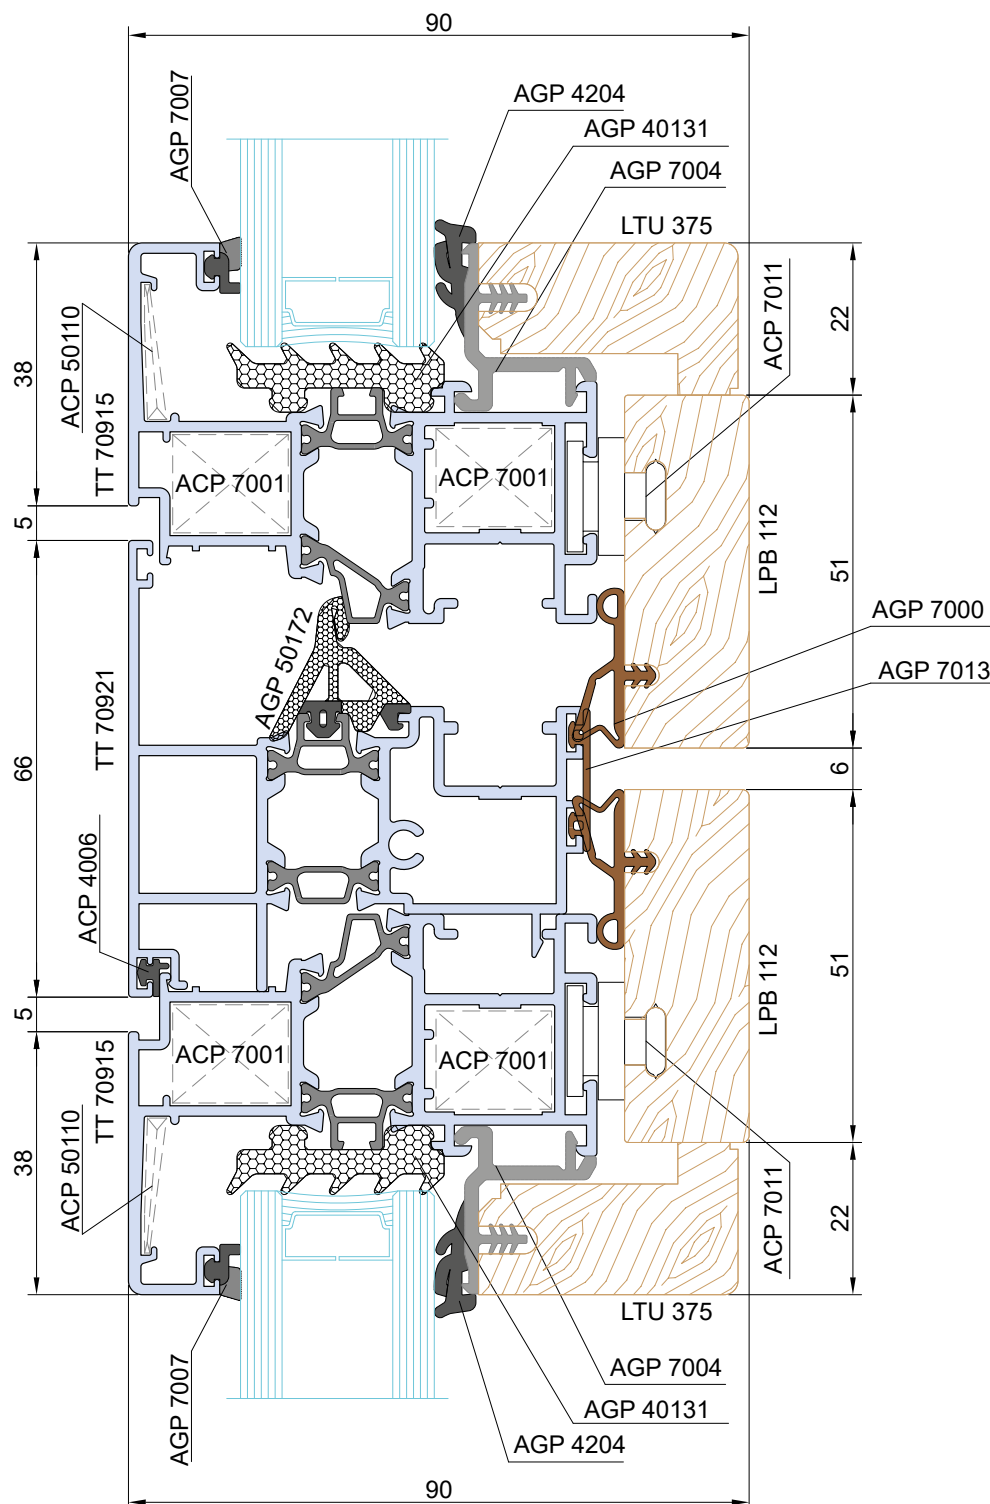 90
AGP 7007
AGP 4204
AGP 40131
AGP 7004
LTU 375
ACP 7011
22
38
ACP 50110
TT 70915
ACP 7001
ACP 7001
5
LPB 112
51
AGP 50172
AGP 7000
AGP 7013
TT 70921
66
6
ACP 4006
LPB 112
51
5
ACP 7001
ACP 7001
TT 70915
ACP 50110
38
ACP 7011
22
LTU 375
AGP 7004
AGP 7007
AGP 40131
AGP 4204
90